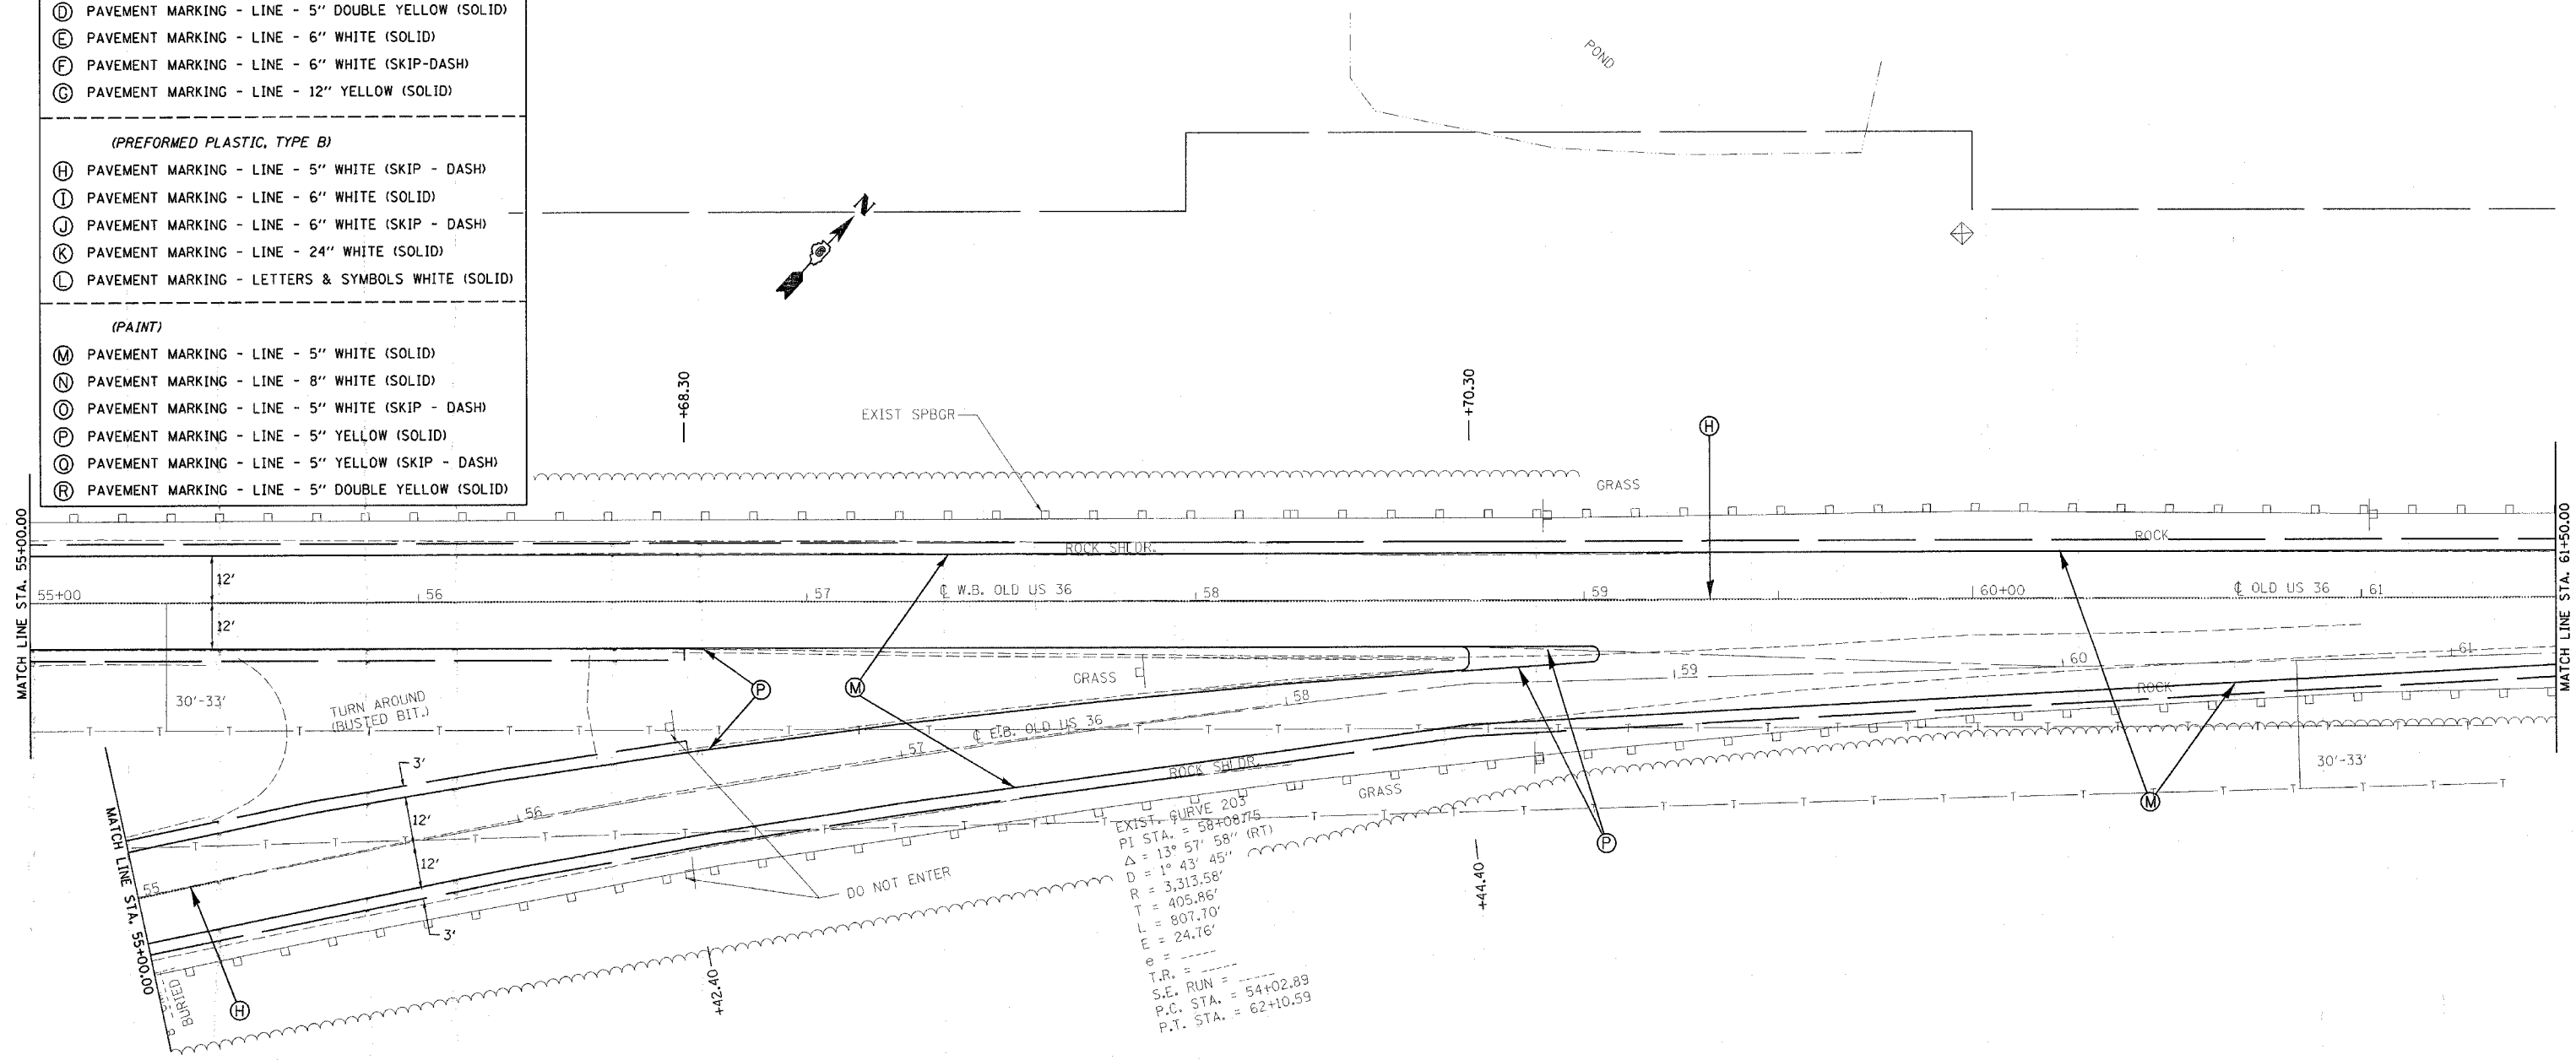 Ⓓ PAVEMENT MARKING - LINE - 5" DOUBLE YELLOW (SOLID)
Ⓔ PAVEMENT MARKING - LINE - 6" WHITE (SOLID)
Ⓕ PAVEMENT MARKING - LINE - 6" WHITE (SKIP-DASH)
Ⓖ PAVEMENT MARKING - LINE - 12" YELLOW (SOLID)
(PREFORMED PLASTIC, TYPE B)
Ⓗ PAVEMENT MARKING - LINE - 5" WHITE (SKIP - DASH)
Ⓘ PAVEMENT MARKING - LINE - 6" WHITE (SOLID)
Ⓙ PAVEMENT MARKING - LINE - 6" WHITE (SKIP - DASH)
Ⓚ PAVEMENT MARKING - LINE - 24" WHITE (SOLID)
Ⓛ PAVEMENT MARKING - LETTERS & SYMBOLS WHITE (SOLID)
(PAINT)
Ⓜ PAVEMENT MARKING - LINE - 5" WHITE (SOLID)
Ⓝ PAVEMENT MARKING - LINE - 8" WHITE (SOLID)
Ⓞ PAVEMENT MARKING - LINE - 5" WHITE (SKIP - DASH)
Ⓟ PAVEMENT MARKING - LINE - 5" YELLOW (SOLID)
Ⓠ PAVEMENT MARKING - LINE - 5" YELLOW (SKIP - DASH)
Ⓡ PAVEMENT MARKING - LINE - 5" DOUBLE YELLOW (SOLID)
POND
N
+68.30
EXIST SPBGR
+70.30
Ⓗ
GRASS
MATCH LINE STA. 55+00.00
ROCK SHLDR.
ROCK
MATCH LINE STA. 61+50.00
12'
55+00
56
57
℄ W.B. OLD US 36
58
59
60+00
℄ OLD US 36
61
12'
30'-33'
TURN AROUND
(BUSTED BIT.)
Ⓟ
Ⓜ
GRASS
58
59
60
61
ROCK
℄ E.B. OLD US 36
57
3'
ROCK SHLDR.
GRASS
30'-33'
Ⓜ
56
12'
12'
Ⓟ
MATCH LINE STA. 55+00.00
55
DO NOT ENTER
3'
BURIED
Ⓗ
+42.40
+44.40
EXIST. CURVE 203
PI STA. = 58+08.75
Δ = 13° 57' 58" (RT)
D = 1° 43' 45"
R = 3,313.58'
T = 405.86'
L = 807.70'
E = 24.76'
e = -----
T.R. = -----
S.E. RUN = -----
P.C. STA. = 54+02.89
P.T. STA. = 62+10.59